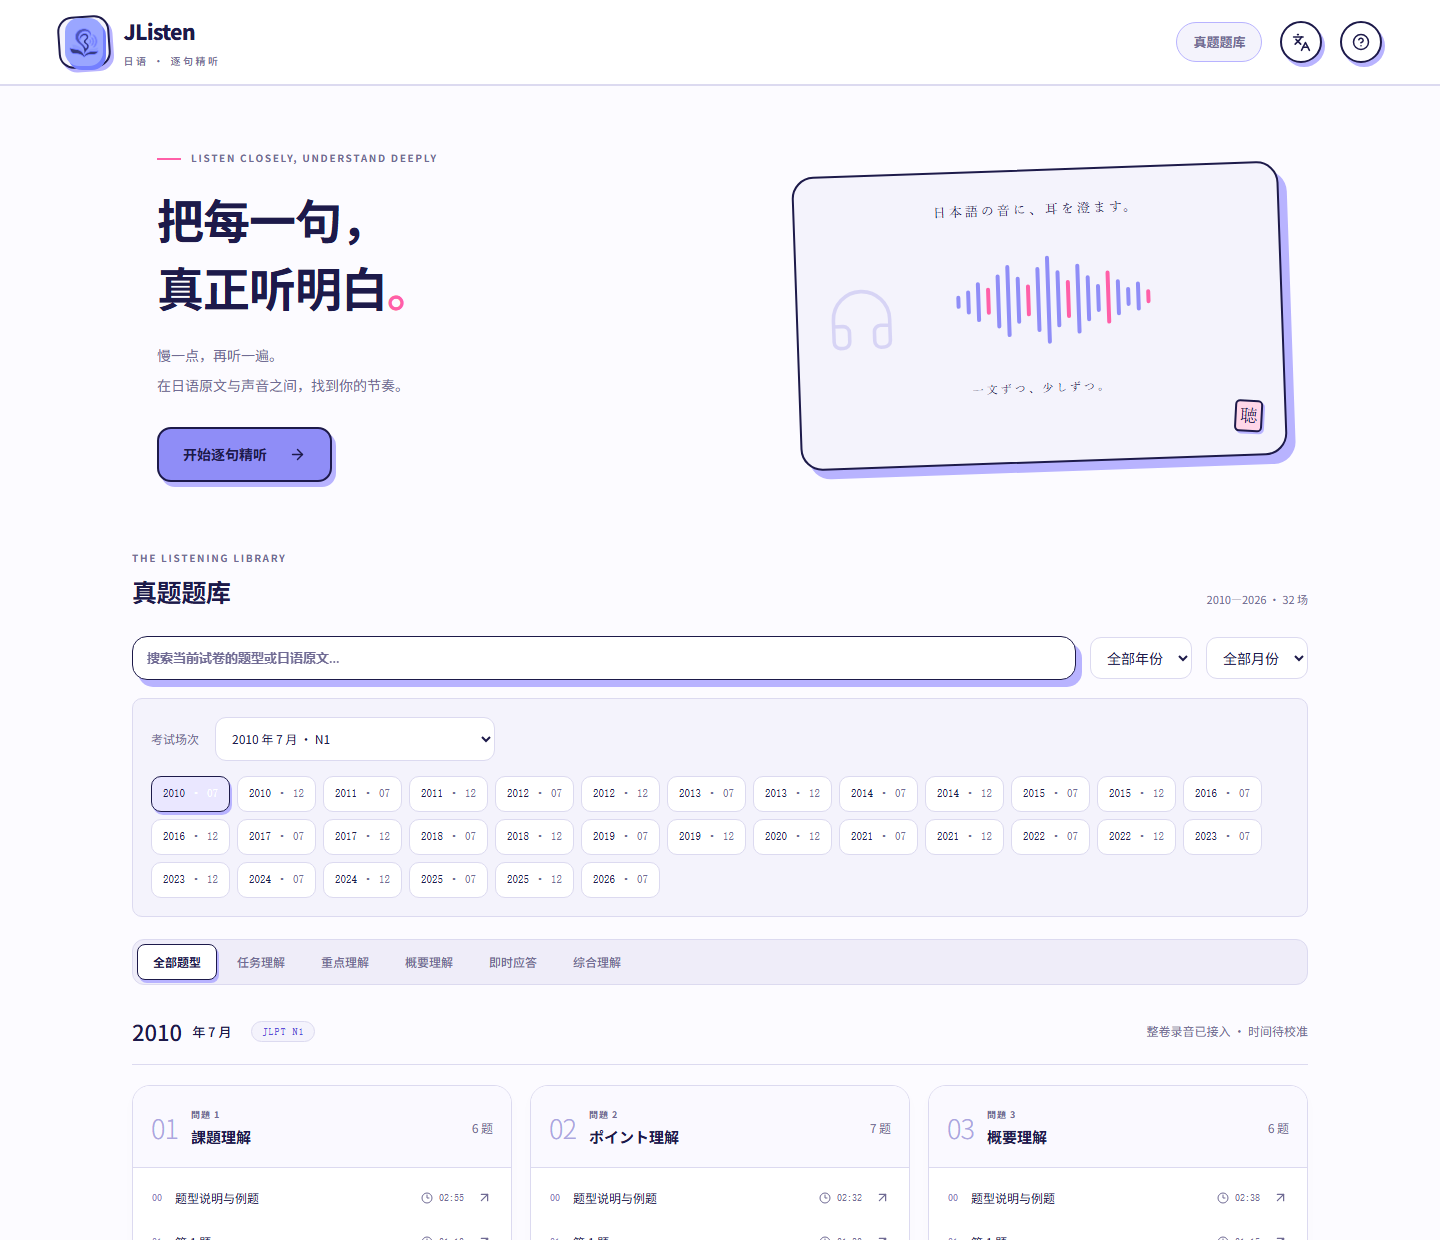 JListen
日语 · 逐句精听
真题题库
LISTEN CLOSELY, UNDERSTAND DEEPLY
把每一句，
真正听明白。
慢一点，再听一遍。
在日语原文与声音之间，找到你的节奏。
开始逐句精听
日本語の音に、耳を澄ます。
一文ずつ、少しずつ。
聴
THE LISTENING LIBRARY
真题题库
2010—2026 · 32 场
搜索当前试卷的题型或日语原文...
全部年份
全部月份
考试场次
2010 年 7 月 · N1
2010 · 07
2010 · 12
2011 · 07
2011 · 12
2012 · 07
2012 · 12
2013 · 07
2013 · 12
2014 · 07
2014 · 12
2015 · 07
2015 · 12
2016 · 07
2016 · 12
2017 · 07
2017 · 12
2018 · 07
2018 · 12
2019 · 07
2019 · 12
2020 · 12
2021 · 07
2021 · 12
2022 · 07
2022 · 12
2023 · 07
2023 · 12
2024 · 07
2024 · 12
2025 · 07
2025 · 12
2026 · 07
全部题型
任务理解
重点理解
概要理解
即时应答
综合理解
2010 年 7 月
JLPT N1
整卷录音已接入 · 时间待校准
01
問題 1
課題理解
6 题
00 题型说明与例题 02:55
02
問題 2
ポイント理解
7 题
00 题型说明与例题 02:32
03
問題 3
概要理解
6 题
00 题型说明与例题 02:38